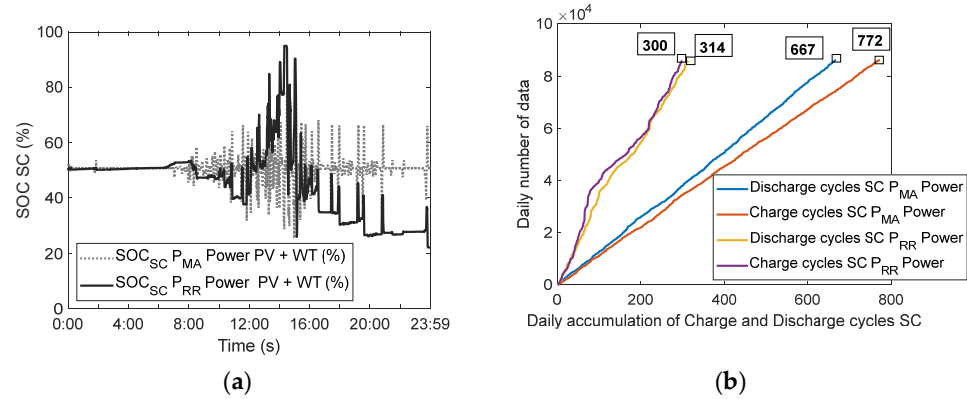 100
80
60
40
20
0
SOC SC (%)
SOC_SC P_MA Power PV + WT (%)
SOC_SC P_RR Power PV + WT (%)
0:00 4:00 8:00 12:00 16:00 20:00 23:59
Time (s)
(a)
×10^4
10
8
6
4
2
0
Daily number of data
300
314
667
772
Discharge cycles SC P_MA Power
Charge cycles SC P_MA Power
Discharge cycles SC P_RR Power
Charge cycles SC P_RR Power
0 200 400 600 800
Daily accumulation of Charge and Discharge cycles SC
(b)